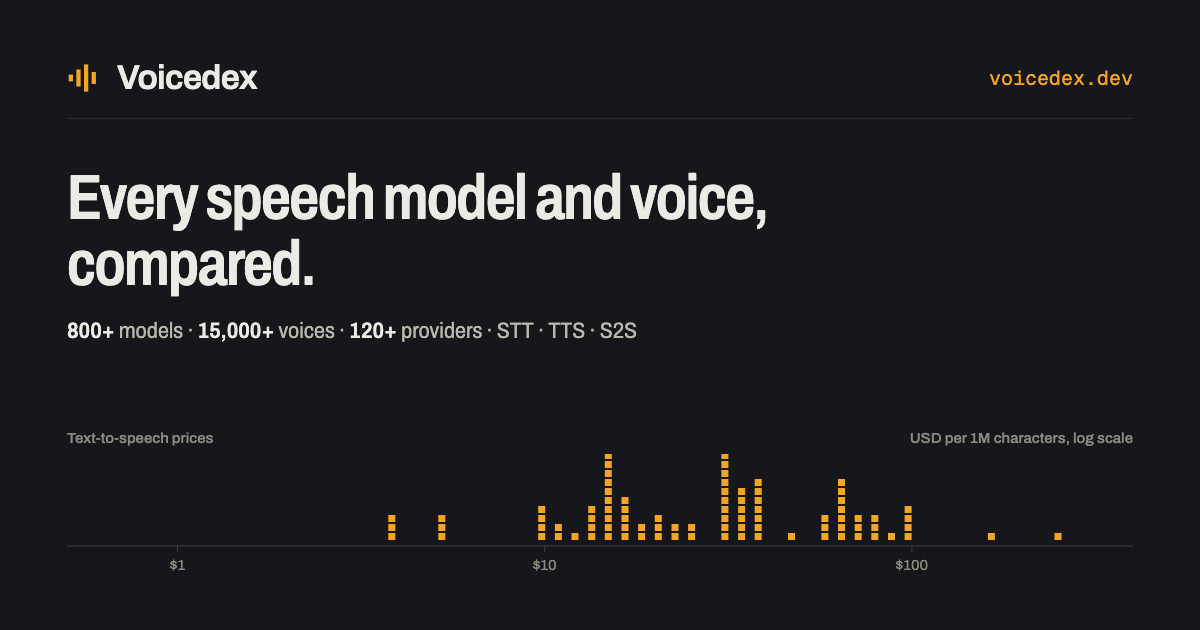 Voicedex
voicedex.dev
Every speech model and voice,
compared.
800+ models · 15,000+ voices · 120+ providers · STT · TTS · S2S
Text-to-speech prices
USD per 1M characters, log scale
$1
$10
$100